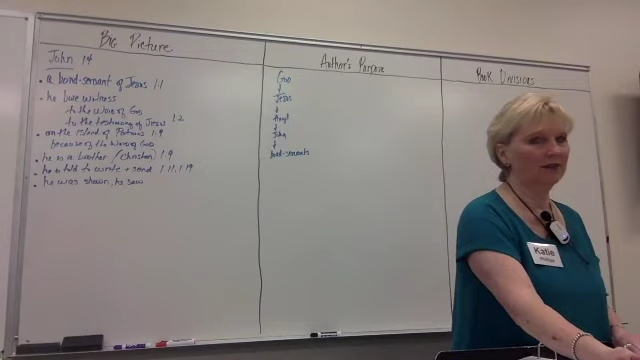 Big Picture
John 1:4
• a bond-servant of Jesus 1:1
• he bore witness
to the word of God
to the testimony of Jesus 1:2
• on the island of Patmos 1:9
because of the word of God
• he is a brother / Christian 1:9
• he is told to write + send 1:11, 1:19
• he was shown, he saw
Author's Purpose
God
Jesus
Angel
John
bond-servants
Book Divisions
Katie